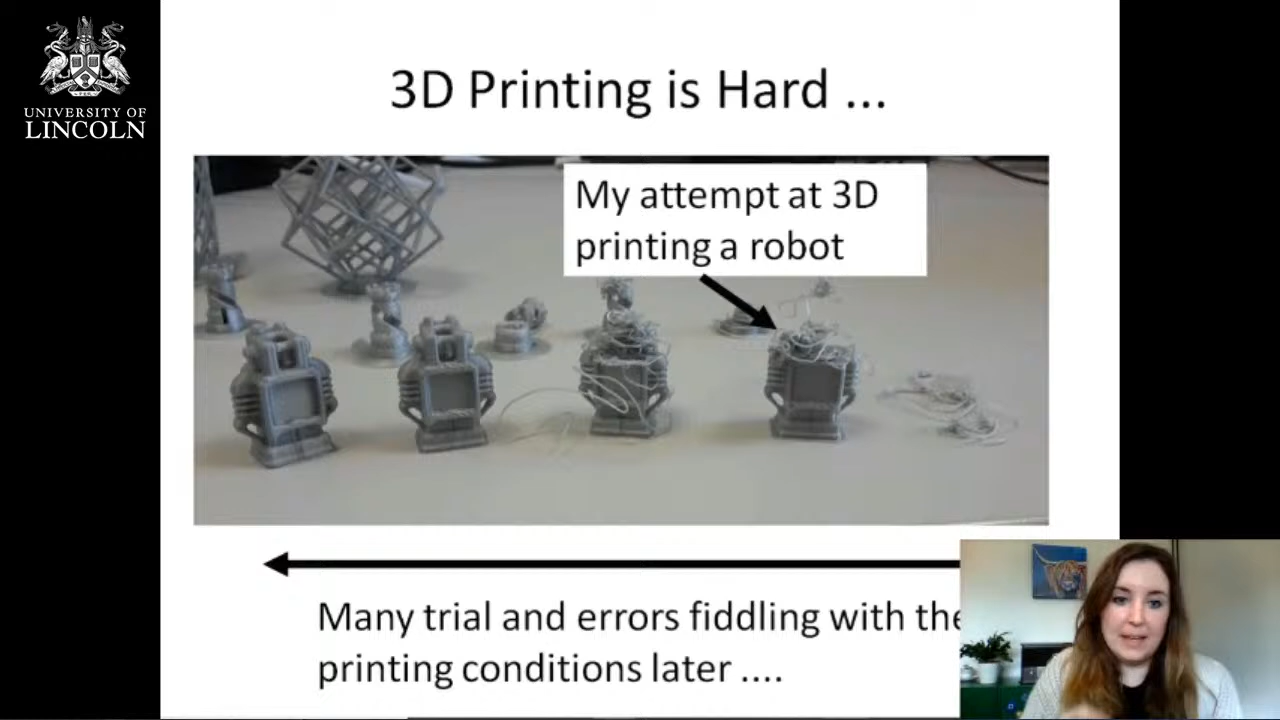 UNIVERSITY OF
LINCOLN
3D Printing is Hard ...
My attempt at 3D
printing a robot
Many trial and errors fiddling with the
printing conditions later ....